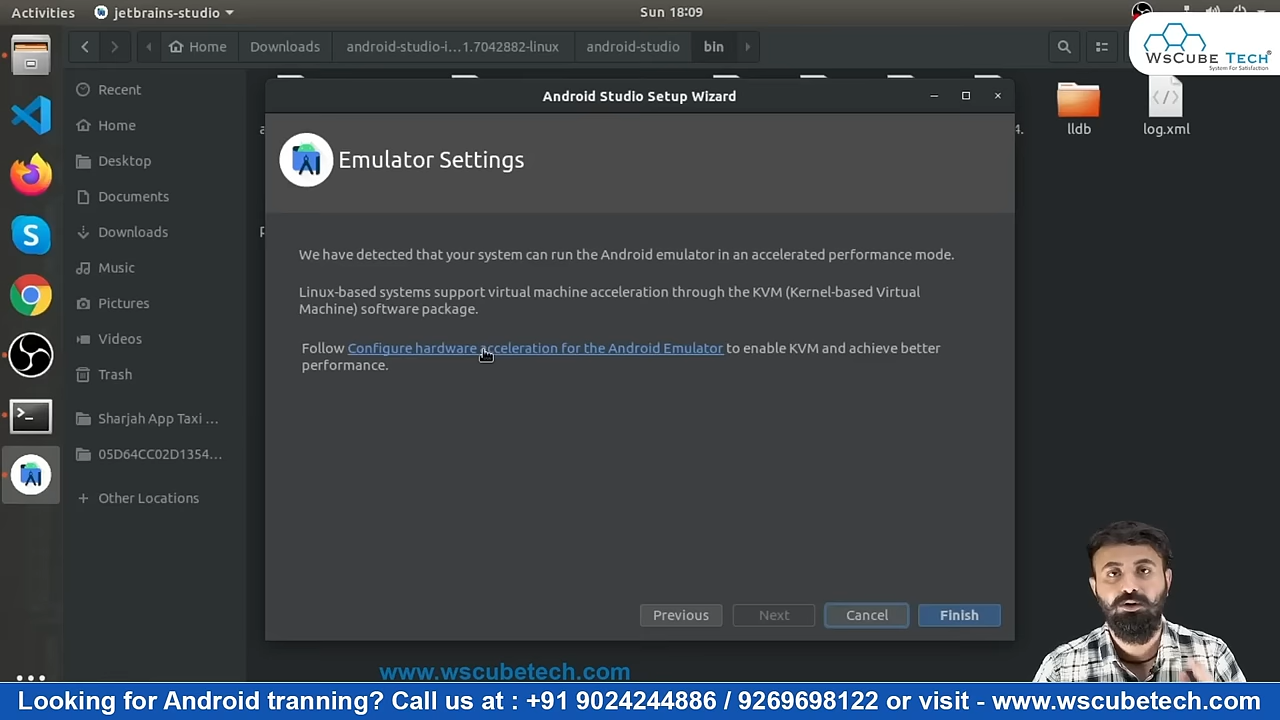 Activities
jetbrains-studio
Sun 18:09
Home
Downloads
android-studio-i…1.7042882-linux
android-studio
bin
WsCube Tech
System For Satisfaction
Recent
Home
Desktop
Documents
Downloads
Music
Pictures
Videos
Trash
Sharjah App Taxi …
05D64CC02D1354…
+ Other Locations
lldb
log.xml
Android Studio Setup Wizard
Emulator Settings
We have detected that your system can run the Android emulator in an accelerated performance mode.
Linux-based systems support virtual machine acceleration through the KVM (Kernel-based Virtual
Machine) software package.
Follow Configure hardware acceleration for the Android Emulator to enable KVM and achieve better
performance.
Previous
Next
Cancel
Finish
www.wscubetech.com
Looking for Android tranning? Call us at : +91 9024244886 / 9269698122 or visit - www.wscubetech.com